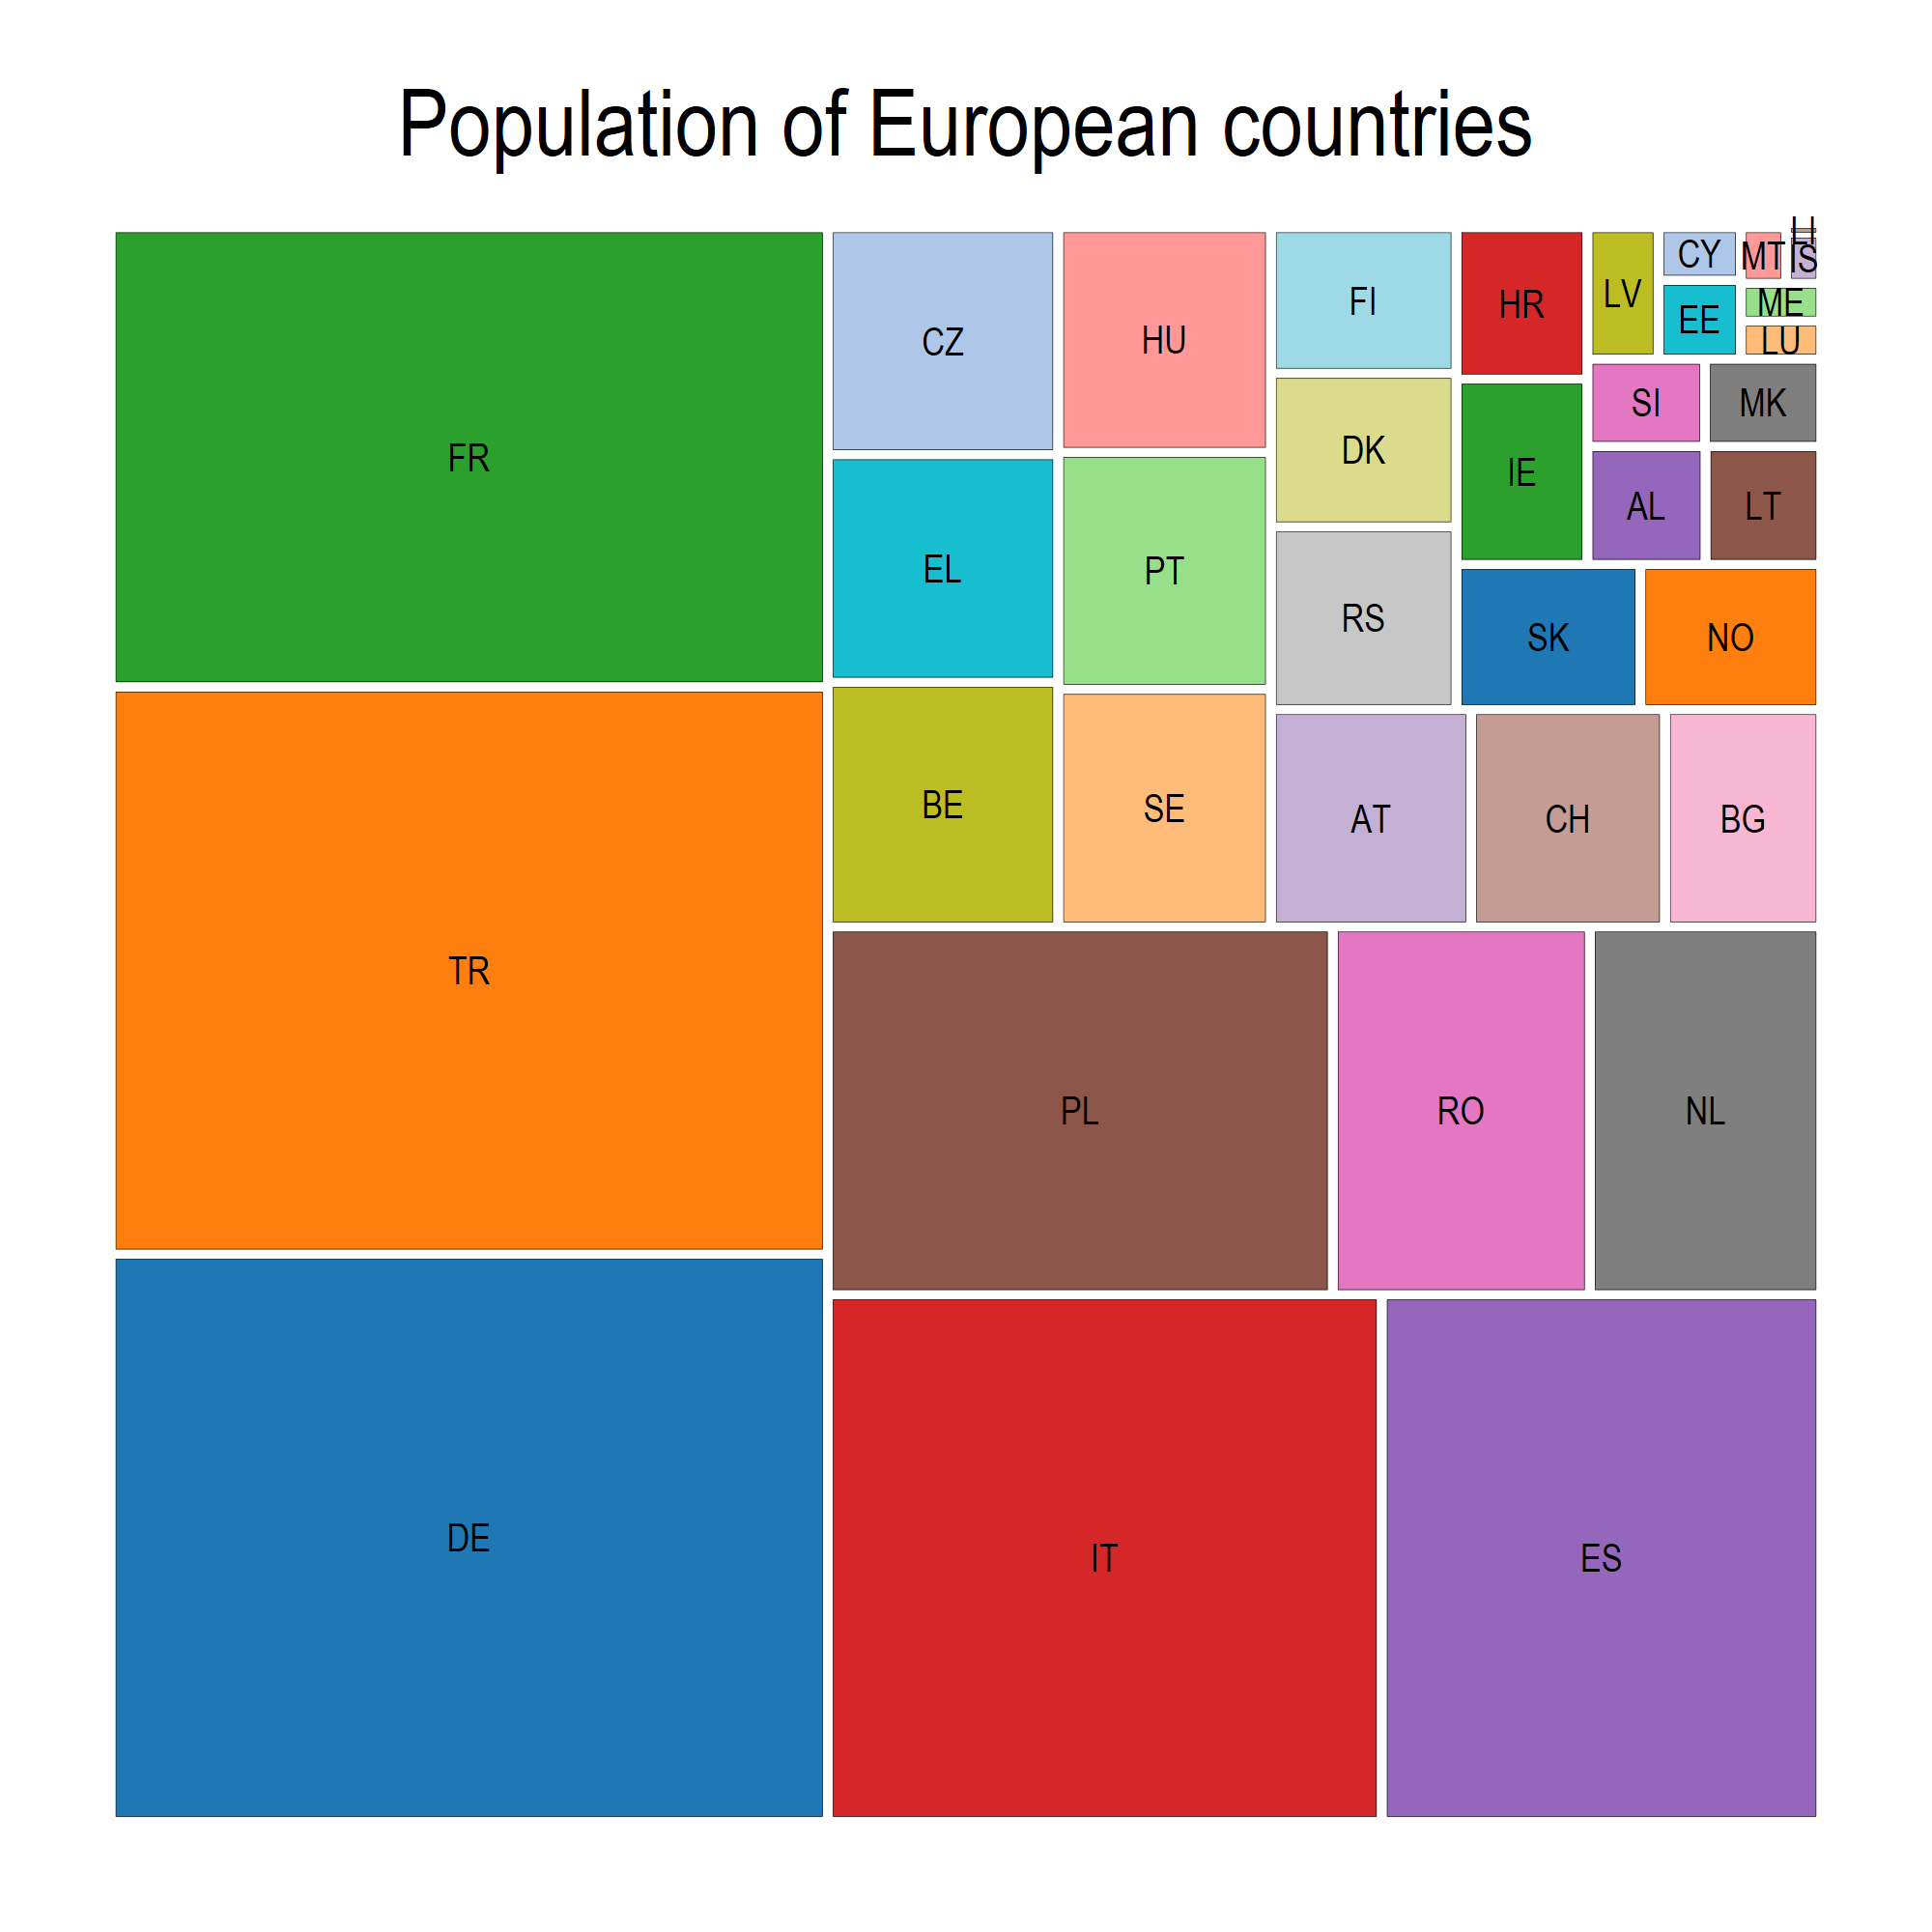 Population of European countries
FR
TR
DE
CZ
EL
BE
HU
PT
SE
FI
DK
RS
HR
IE
LV
CY
EE
MT
LI
IS
ME
LU
SI
MK
AL
LT
SK
NO
AT
CH
BG
PL
RO
NL
IT
ES